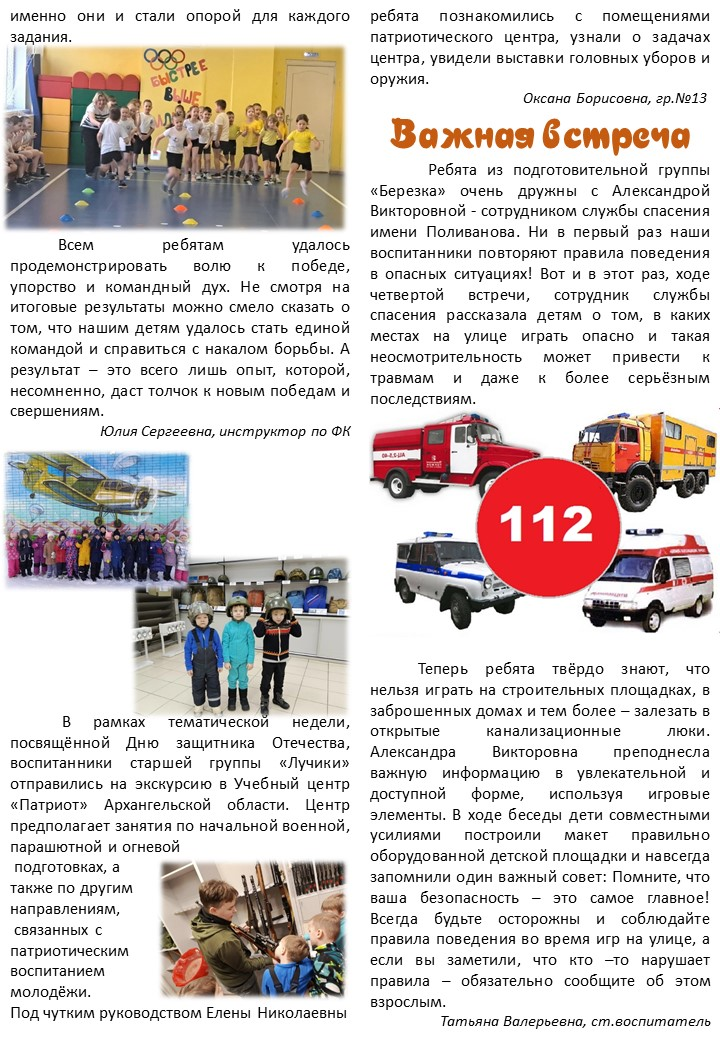 именно они и стали опорой для каждого
задания.
БЫСТРЕЕ
ВЫШЕ
Всем ребятам удалось
продемонстрировать волю к победе,
упорство и командный дух. Не смотря на
итоговые результаты можно смело сказать о
том, что нашим детям удалось стать единой
командой и справиться с накалом борьбы. А
результат – это всего лишь опыт, которой,
несомненно, даст толчок к новым победам и
свершениям.
Юлия Сергеевна, инструктор по ФК
В рамках тематической недели,
посвящённой Дню защитника Отечества,
воспитанники старшей группы «Лучики»
отправились на экскурсию в Учебный центр
«Патриот» Архангельской области. Центр
предполагает занятия по начальной военной,
парашютной и огневой
подготовках, а
также по другим
направлениям,
связанных с
патриотическим
воспитанием
молодёжи.
Под чутким руководством Елены Николаевны
ребята познакомились с помещениями
патриотического центра, узнали о задачах
центра, увидели выставки головных уборов и
оружия.
Оксана Борисовна, гр.№13
Важная встреча
Ребята из подготовительной группы
«Березка» очень дружны с Александрой
Викторовной - сотрудником службы спасения
имени Поливанова. Ни в первый раз наши
воспитанники повторяют правила поведения
в опасных ситуациях! Вот и в этот раз, ходе
четвертой встречи, сотрудник службы
спасения рассказала детям о том, в каких
местах на улице играть опасно и такая
неосмотрительность может привести к
травмам и даже к более серьёзным
последствиям.
112
Теперь ребята твёрдо знают, что
нельзя играть на строительных площадках, в
заброшенных домах и тем более – залезать в
открытые канализационные люки.
Александра Викторовна преподнесла
важную информацию в увлекательной и
доступной форме, используя игровые
элементы. В ходе беседы дети совместными
усилиями построили макет правильно
оборудованной детской площадки и навсегда
запомнили один важный совет: Помните, что
ваша безопасность – это самое главное!
Всегда будьте осторожны и соблюдайте
правила поведения во время игр на улице, а
если вы заметили, что кто –то нарушает
правила – обязательно сообщите об этом
взрослым.
Татьяна Валерьевна, ст.воспитатель